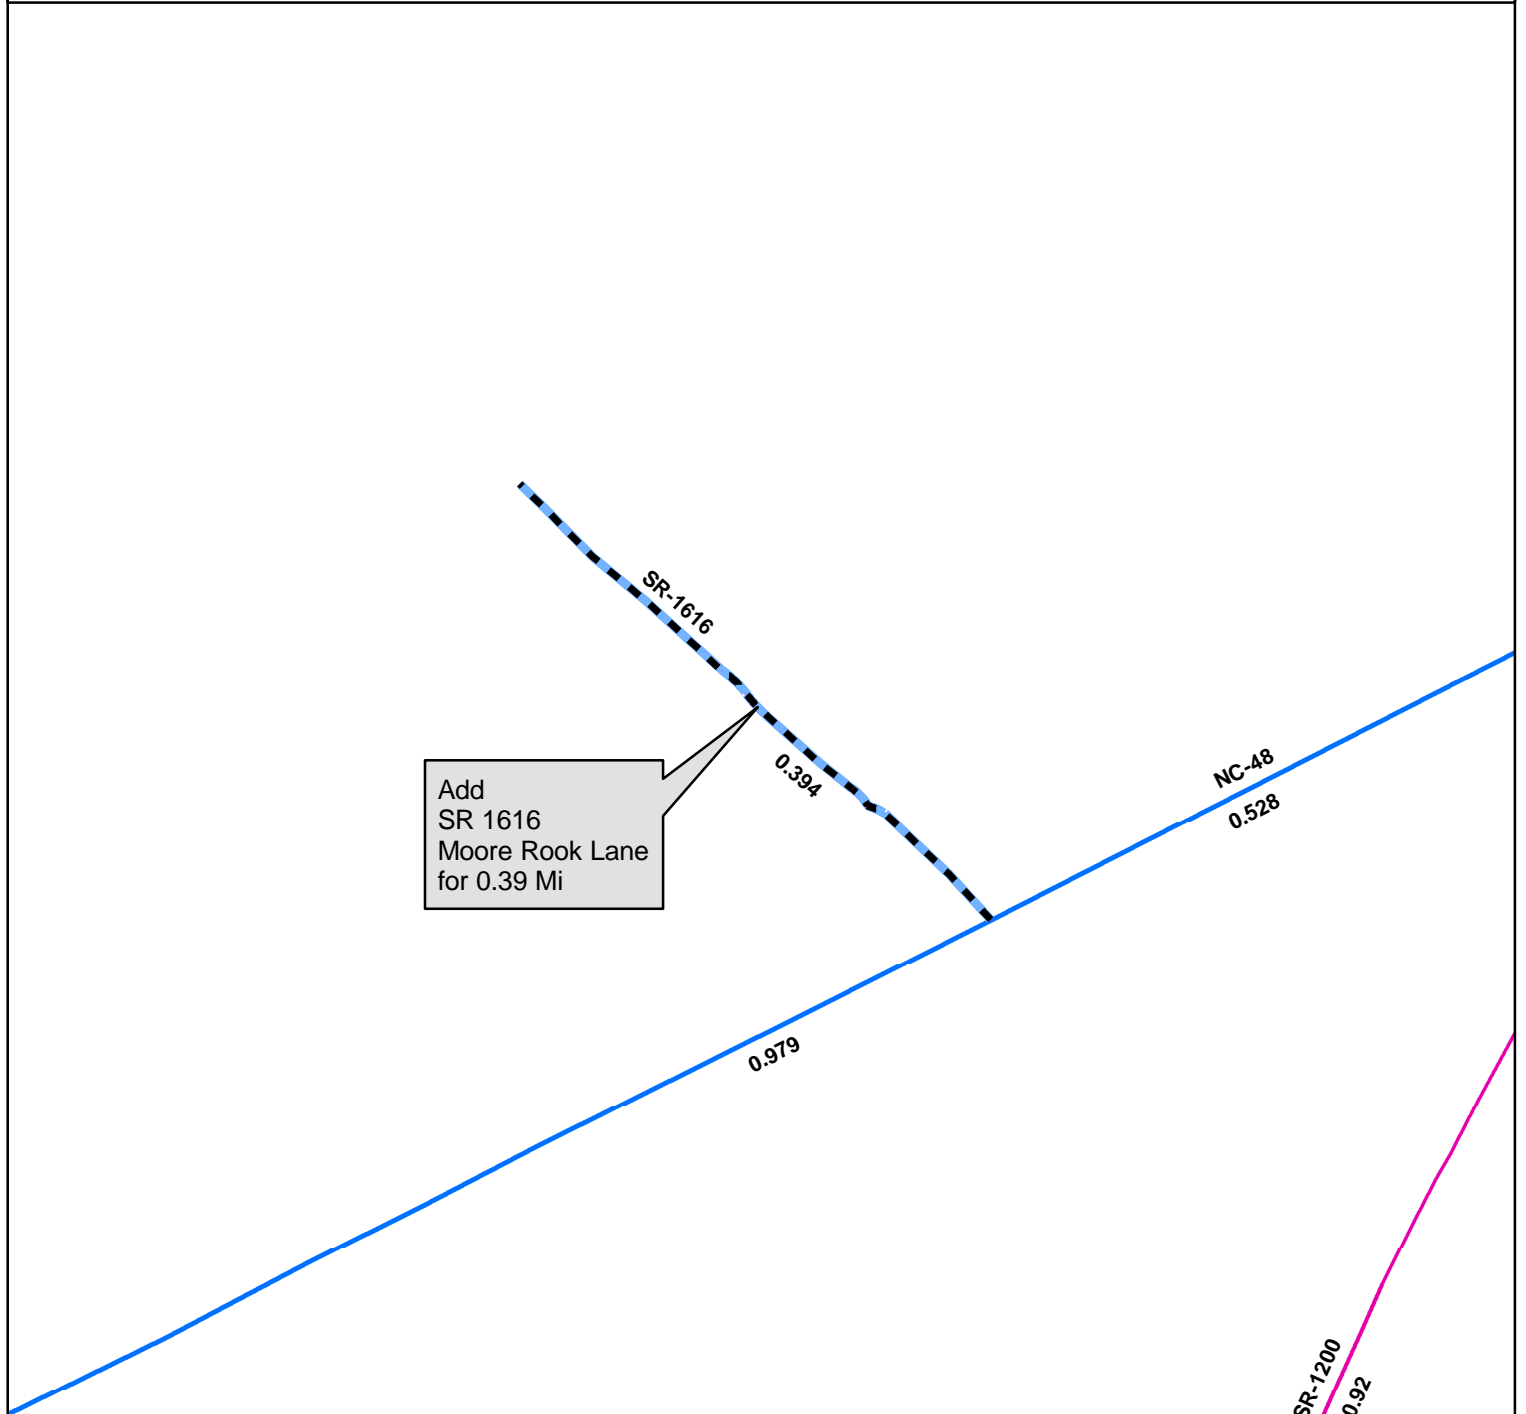 SR-1616
NC-48
0.528
0.394
Add
SR 1616
Moore Rook Lane
for 0.39 Mi
0.979
SR-1200
0.92